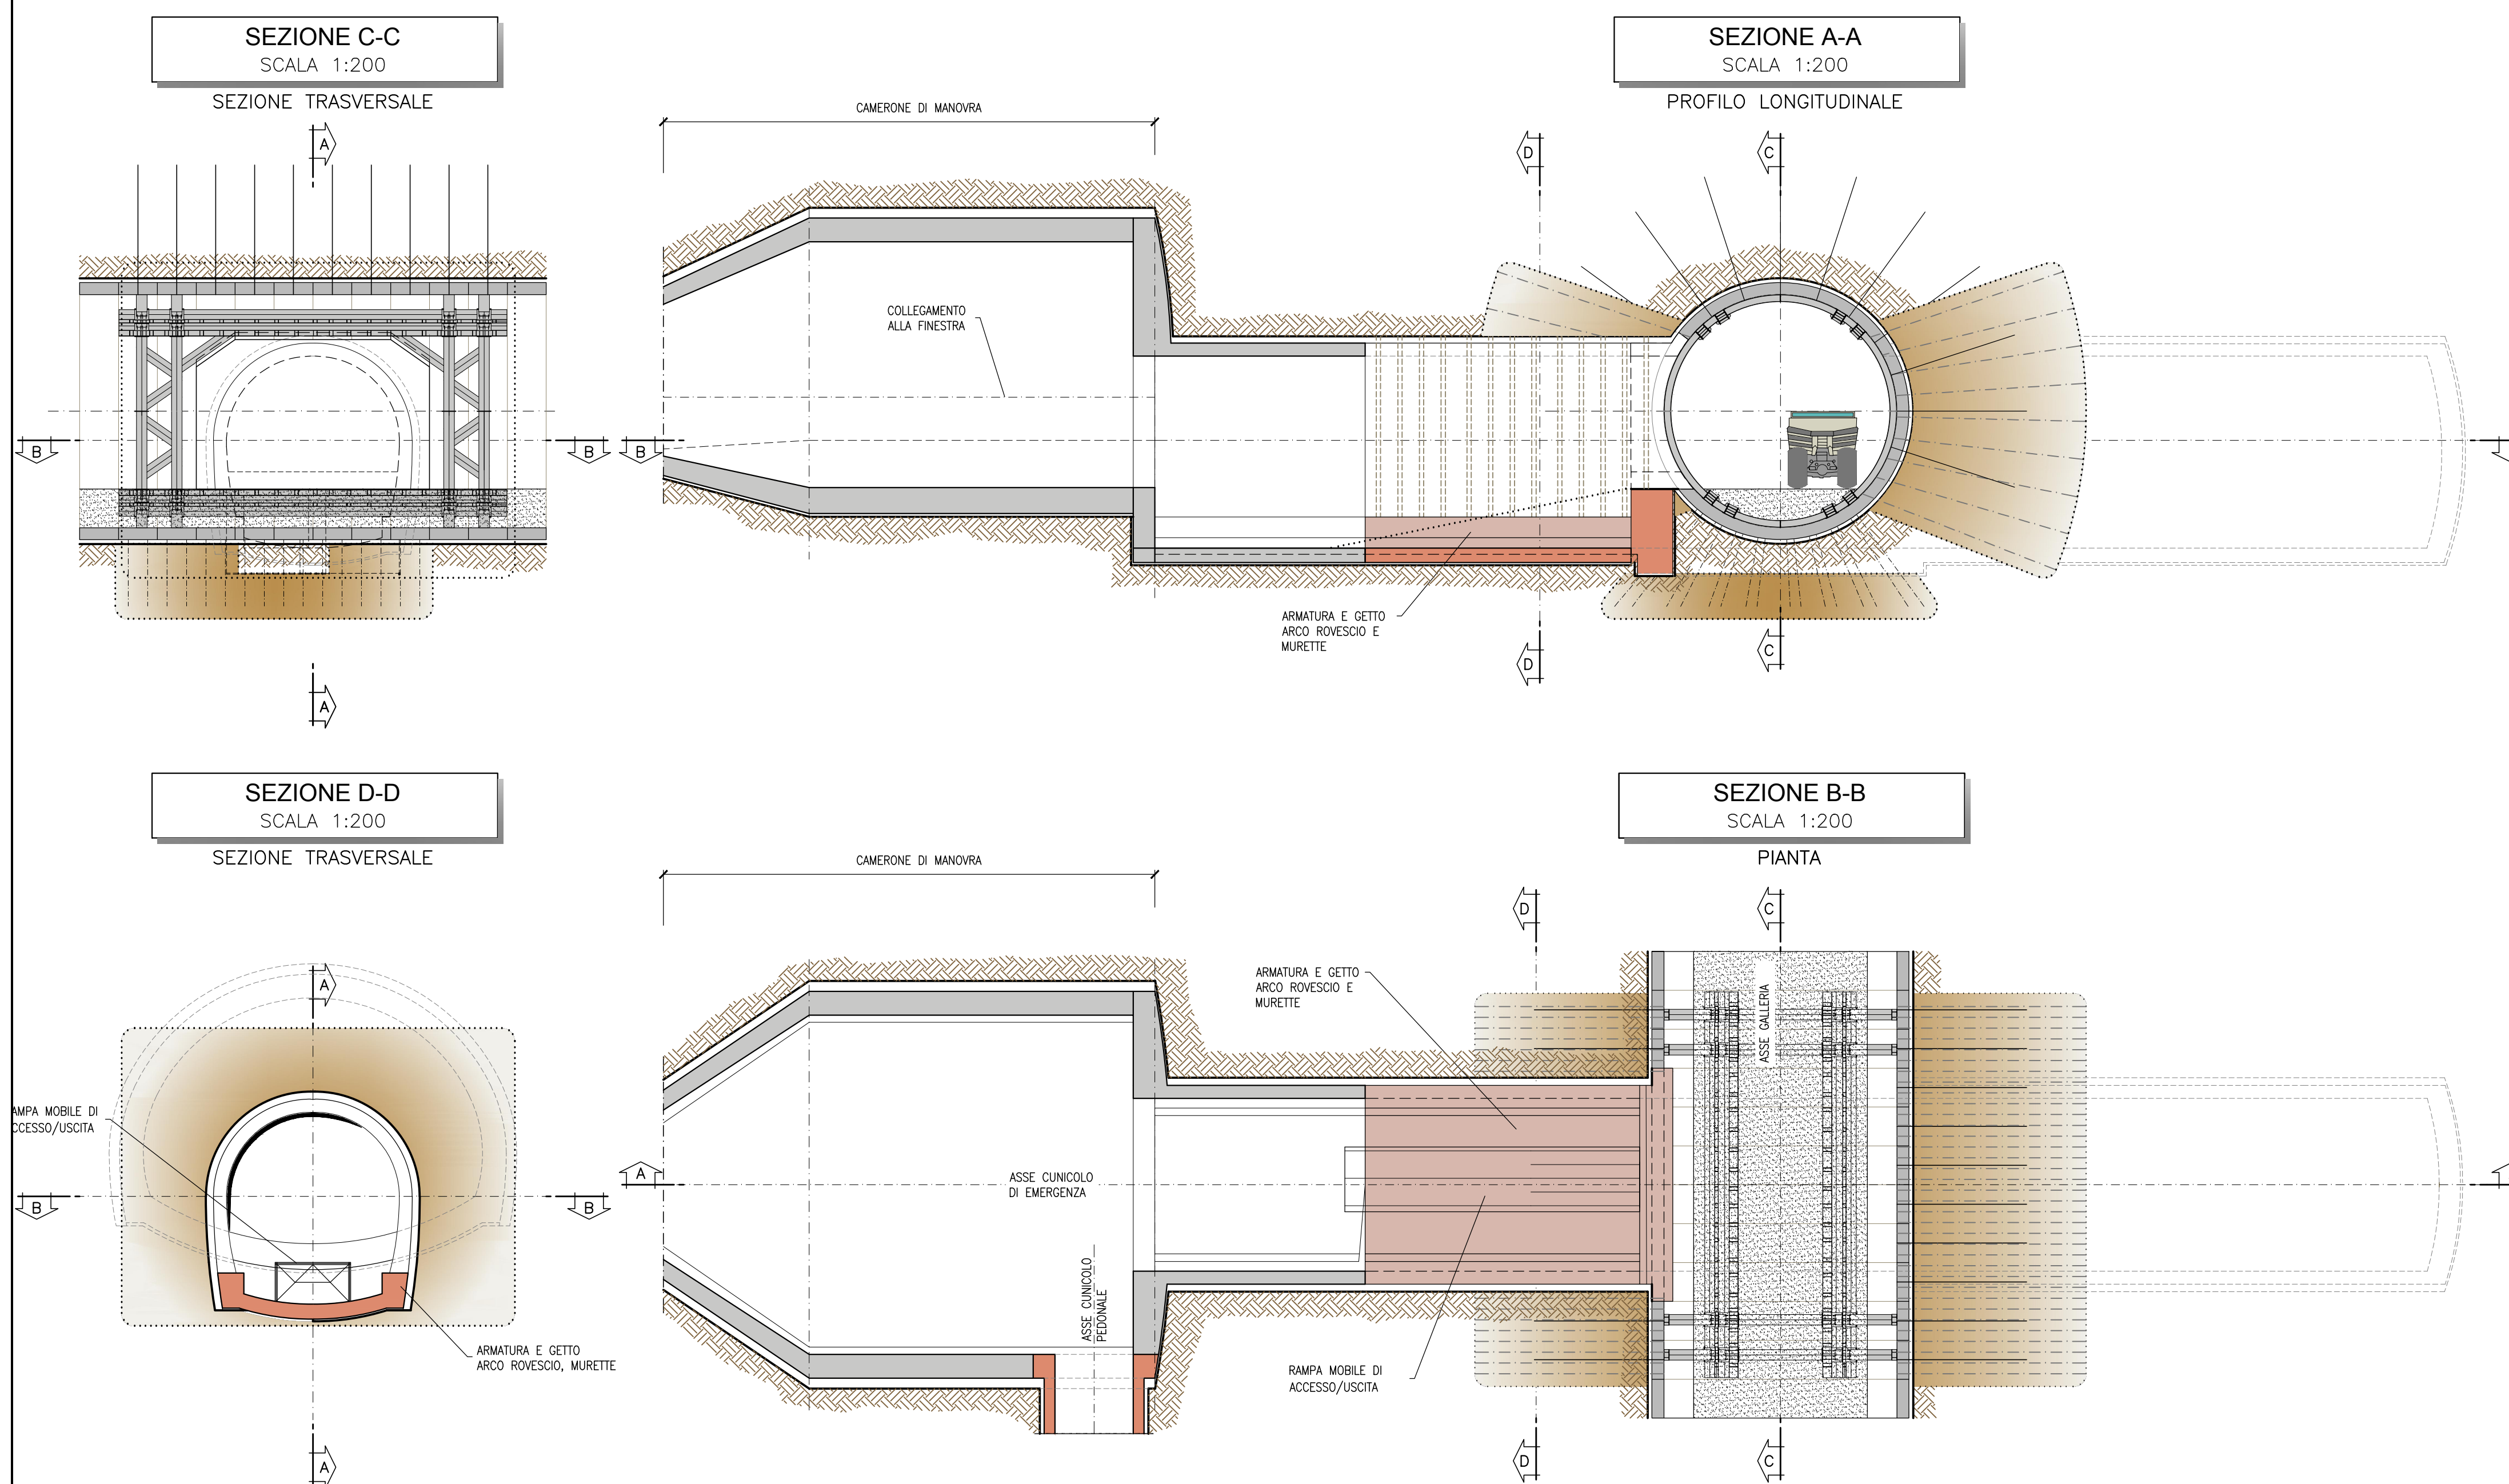 SEZIONE C-C
SCALA 1:200
SEZIONE TRASVERSALE
A
B
B
A
SEZIONE A-A
SCALA 1:200
PROFILO LONGITUDINALE
CAMERONE DI MANOVRA
D
C
COLLEGAMENTO
ALLA FINESTRA
B
ARMATURA E GETTO
ARCO ROVESCIO E
MURETTE
D
C
SEZIONE D-D
SCALA 1:200
SEZIONE TRASVERSALE
A
AMPA MOBILE DI
CCESSO/USCITA
B
B
ARMATURA E GETTO
ARCO ROVESCIO, MURETTE
A
SEZIONE B-B
SCALA 1:200
PIANTA
CAMERONE DI MANOVRA
D
C
ARMATURA E GETTO
ARCO ROVESCIO E
MURETTE
ASSE GALLERIA
A
ASSE CUNICOLO
DI EMERGENZA
ASSE CUNICOLO
PEDONALE
RAMPA MOBILE DI
ACCESSO/USCITA
D
C